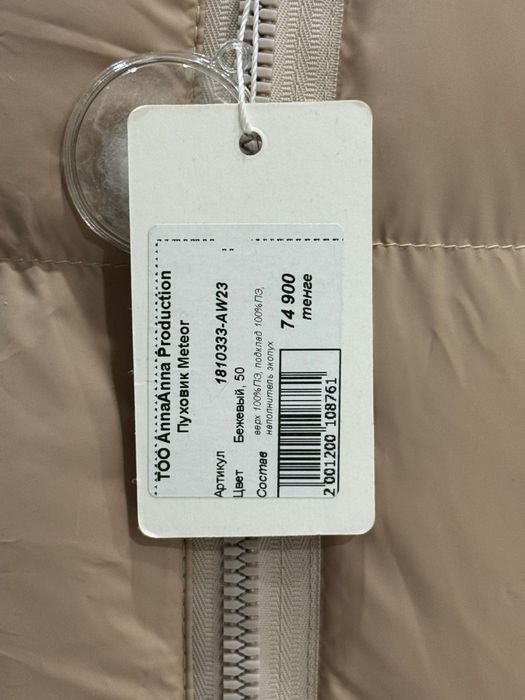 ТОО AnnaAnna Production
Пуховик Meteor
Артикул 1810333-AW23
Цвет Бежевый, 50
Состав верх 100%ПЭ, подклад 100%ПЭ,
наполнитель экопух
74 900
тенге
2 001200 108761